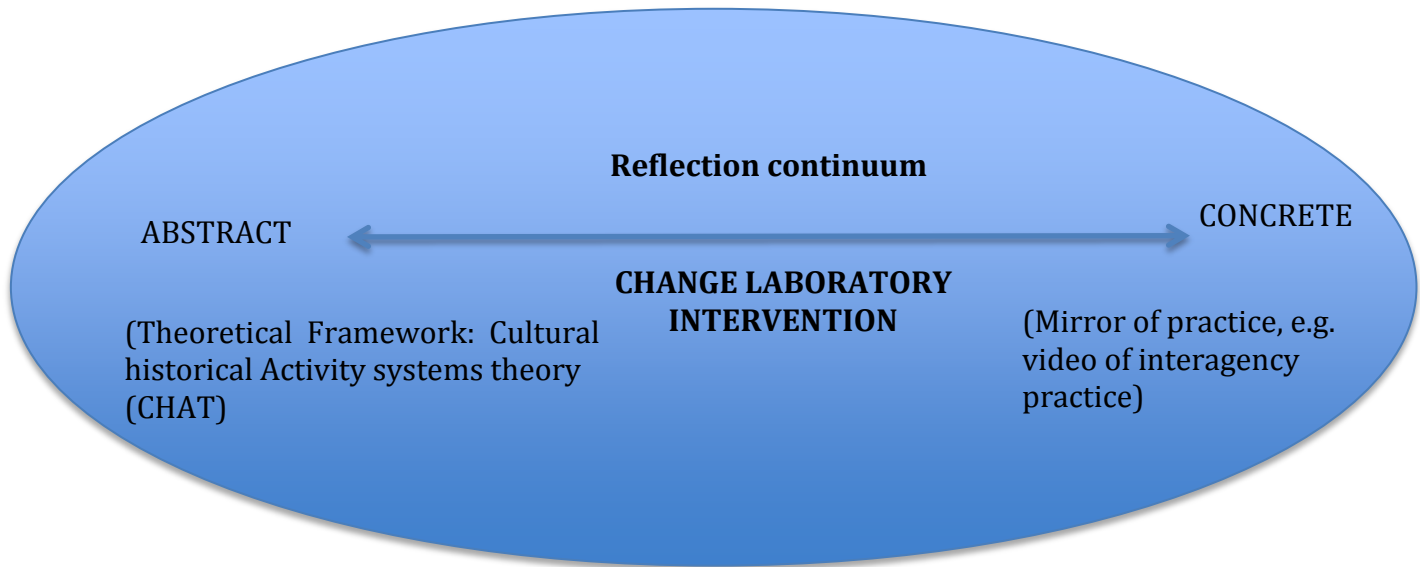 Reflection continuum
ABSTRACT
CONCRETE
CHANGE LABORATORY
INTERVENTION
(Theoretical Framework: Cultural
historical Activity systems theory
(CHAT)
(Mirror of practice, e.g.
video of interagency
practice)